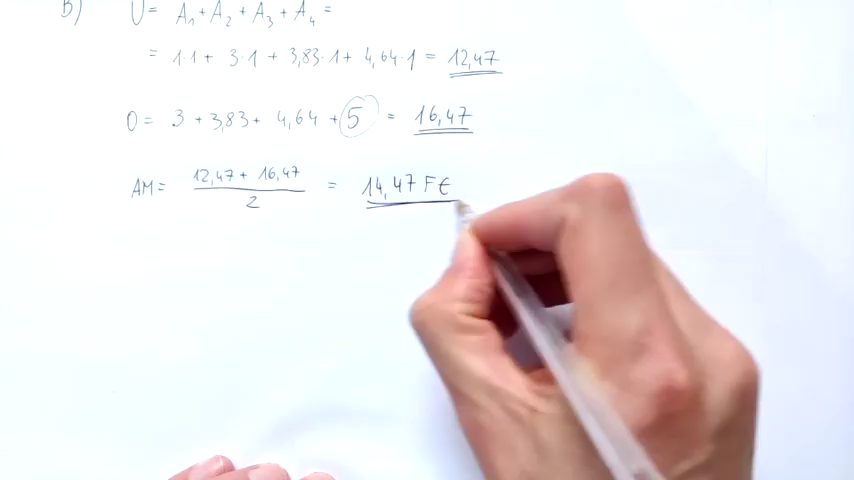 B) U = A₁ + A₂ + A₃ + A₄ =
= 1·1 + 3·1 + 3,83·1 + 4,64·1 = 12,47
O = 3 + 3,83 + 4,64 + 5 = 16,47
AM = (12,47 + 16,47) / 2 = 14,47 FE